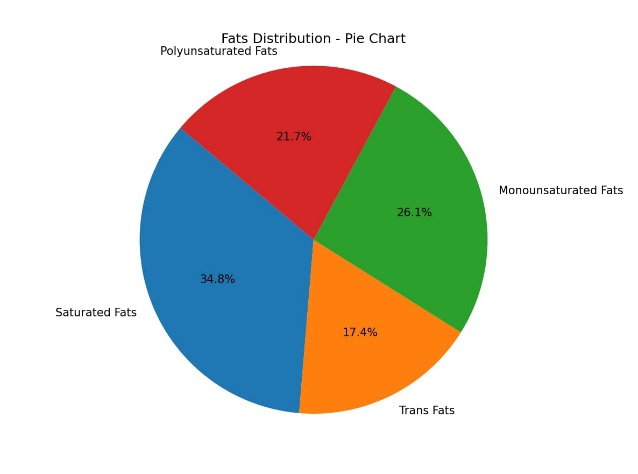 Fats Distribution - Pie Chart
Polyunsaturated Fats
21.7%
Monounsaturated Fats
26.1%
34.8%
Saturated Fats
17.4%
Trans Fats